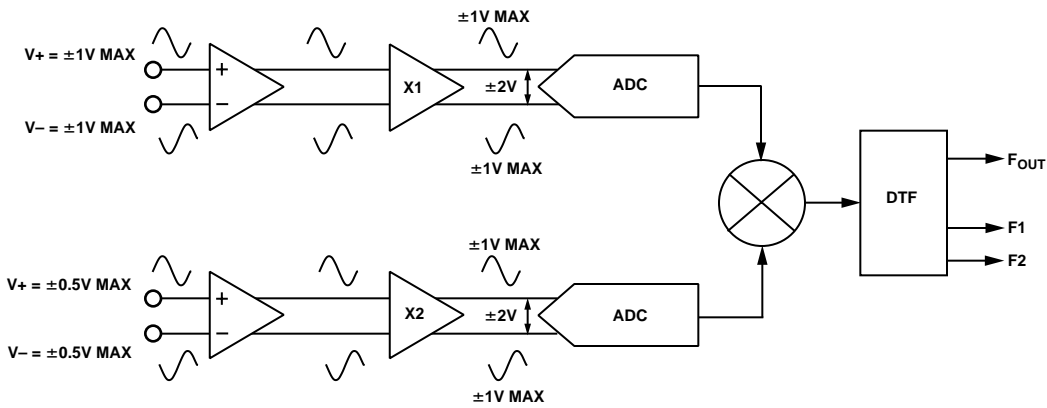 ±1V MAX
V+ = ±1V MAX
+
X1
±2V
ADC
−
V− = ±1V MAX
±1V MAX
F_OUT
DTF
F1
F2
±1V MAX
V+ = ±0.5V MAX
+
X2
±2V
ADC
−
V− = ±0.5V MAX
±1V MAX